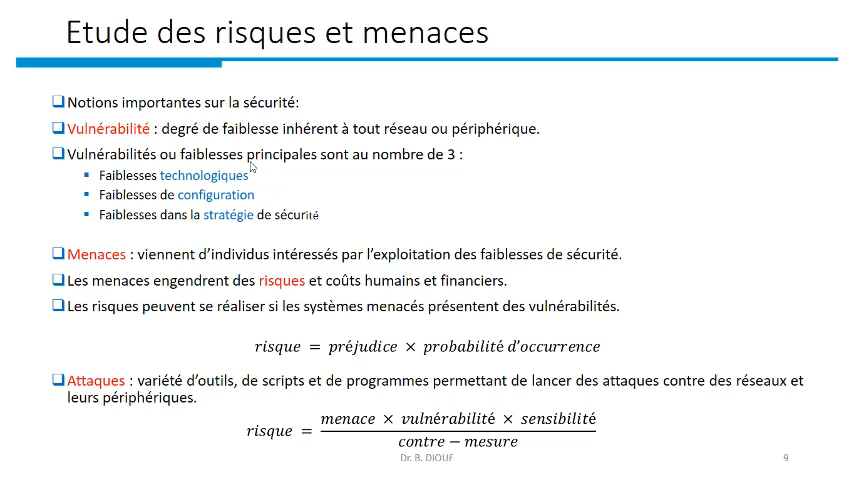 Etude des risques et menaces
Notions importantes sur la sécurité:
Vulnérabilité : degré de faiblesse inhérent à tout réseau ou périphérique.
Vulnérabilités ou faiblesses principales sont au nombre de 3 :
Faiblesses technologiques
Faiblesses de configuration
Faiblesses dans la stratégie de sécurité
Menaces : viennent d'individus intéressés par l'exploitation des faiblesses de sécurité.
Les menaces engendrent des risques et coûts humains et financiers.
Les risques peuvent se réaliser si les systèmes menacés présentent des vulnérabilités.
risque = préjudice × probabilité d'occurrence
Attaques : variété d'outils, de scripts et de programmes permettant de lancer des attaques contre des réseaux et
leurs périphériques.
menace × vulnérabilité × sensibilité
risque =
contre − mesure
Dr. B. DIOUF
9